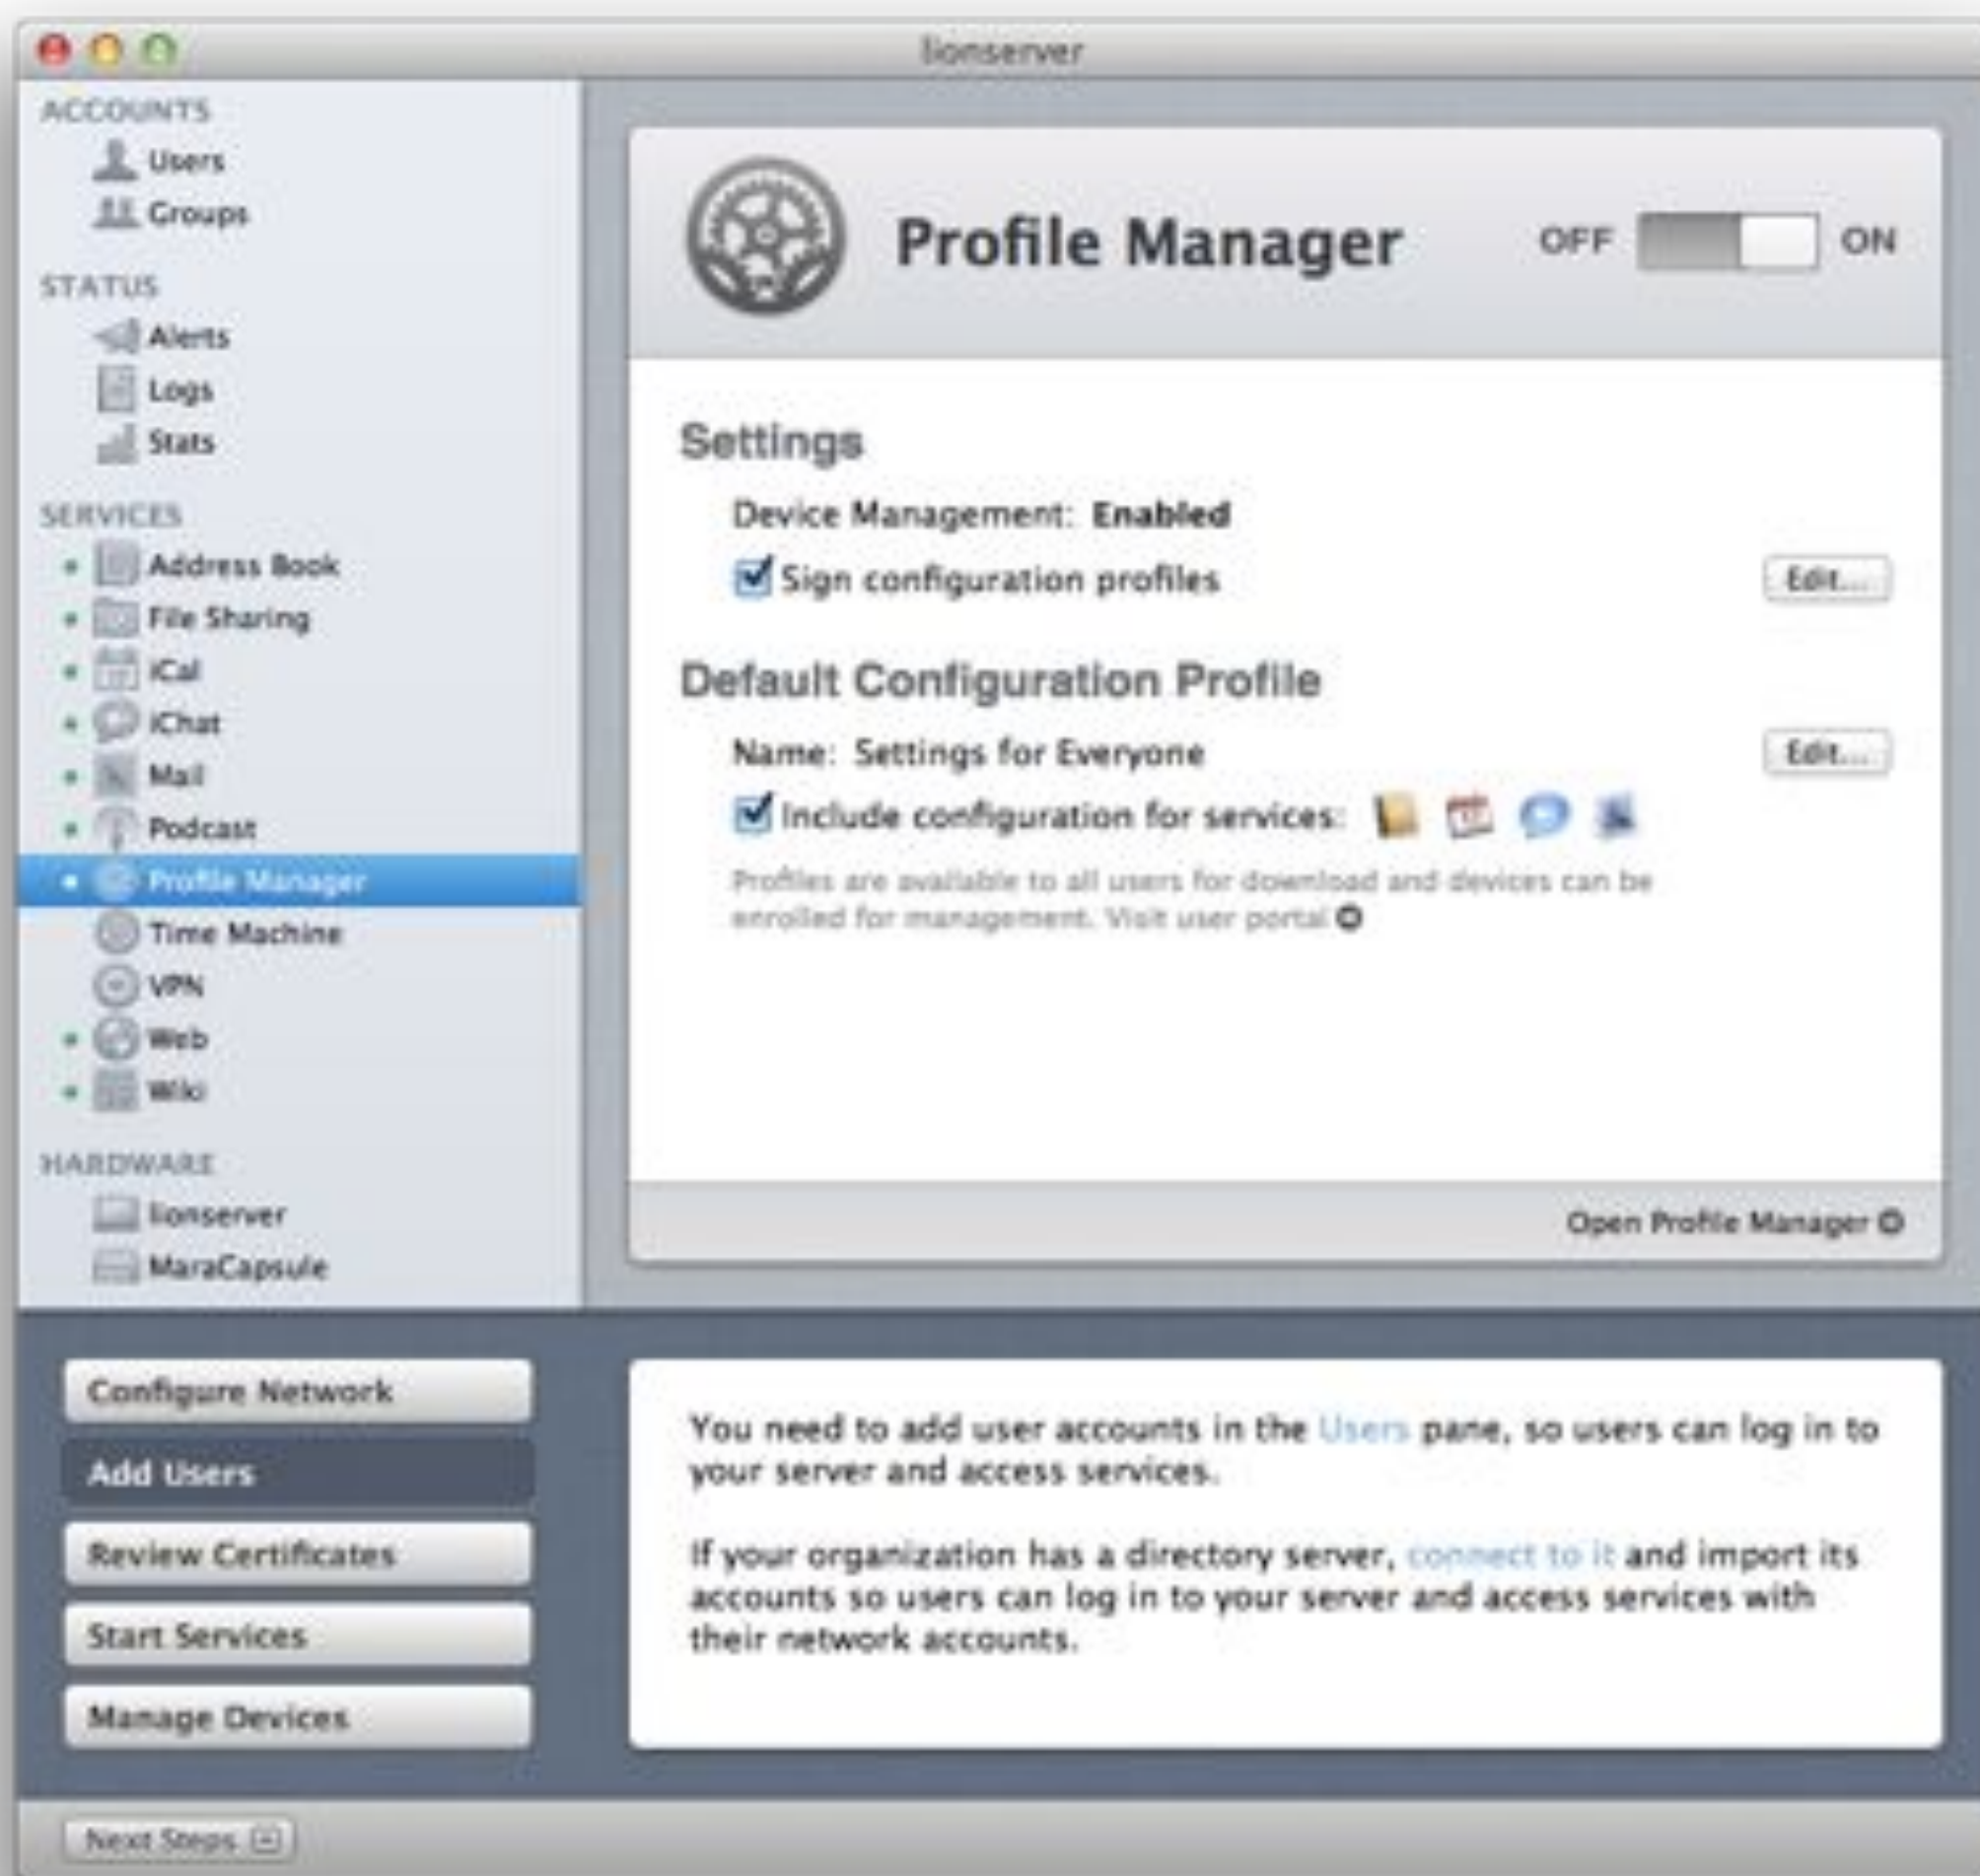 lionserver
ACCOUNTS
Users
Groups
STATUS
Alerts
Logs
Stats
SERVICES
Address Book
File Sharing
iCal
iChat
Mail
Podcast
Profile Manager
Time Machine
VPN
Web
Wiki
HARDWARE
lionserver
MaraCapsule
Profile Manager
OFF ON
Settings
Device Management: Enabled
Sign configuration profiles
Edit...
Default Configuration Profile
Name: Settings for Everyone
Edit...
Include configuration for services:
Profiles are available to all users for download and devices can be
enrolled for management. Visit user portal
Open Profile Manager
Configure Network
Add Users
Review Certificates
Start Services
Manage Devices
You need to add user accounts in the Users pane, so users can log in to
your server and access services.
If your organization has a directory server, connect to it and import its
accounts so users can log in to your server and access services with
their network accounts.
Next Steps